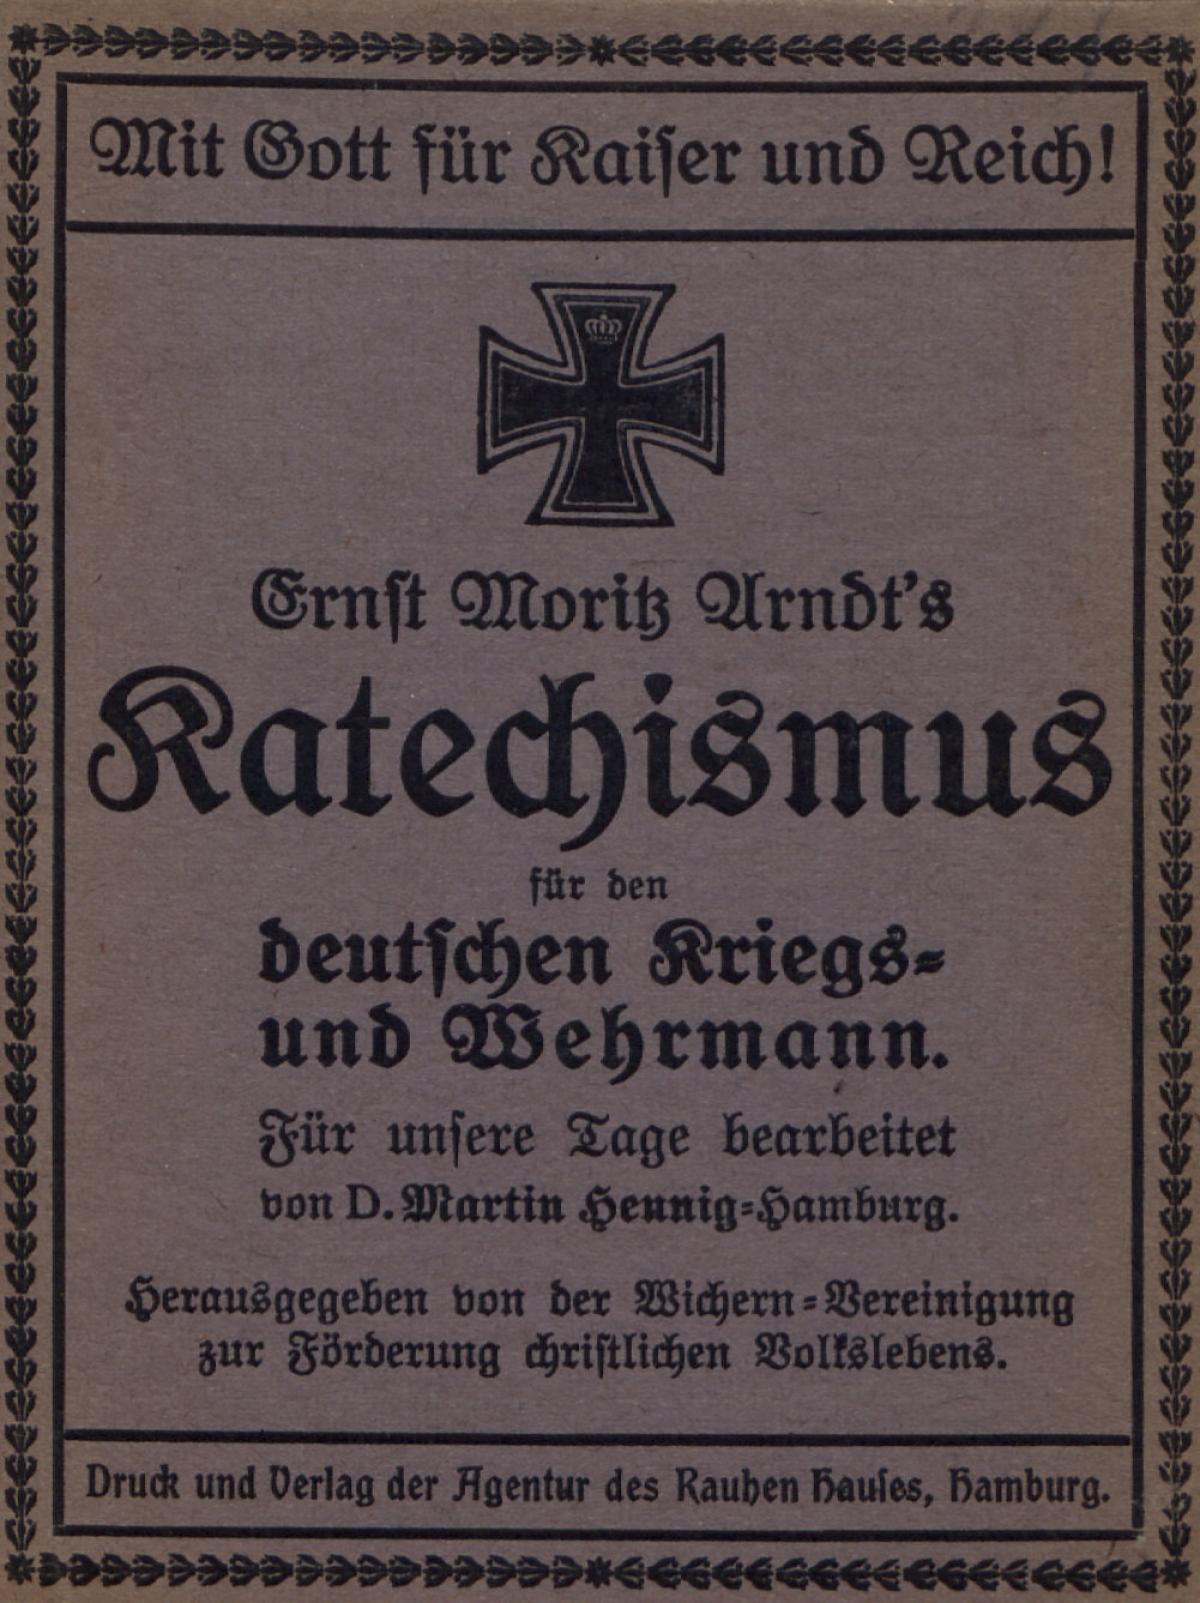 Mit Gott für Kaiser und Reich!
Ernst Moritz Arndt's
Katechismus
für den
deutschen Kriegs-
und Wehrmann.
Für unsere Tage bearbeitet
von D. Martin Hennig-Hamburg.
Herausgegeben von der Wichern-Vereinigung
zur Förderung christlichen Volkslebens.
Druck und Verlag der Agentur des Rauhen Hauses, Hamburg.